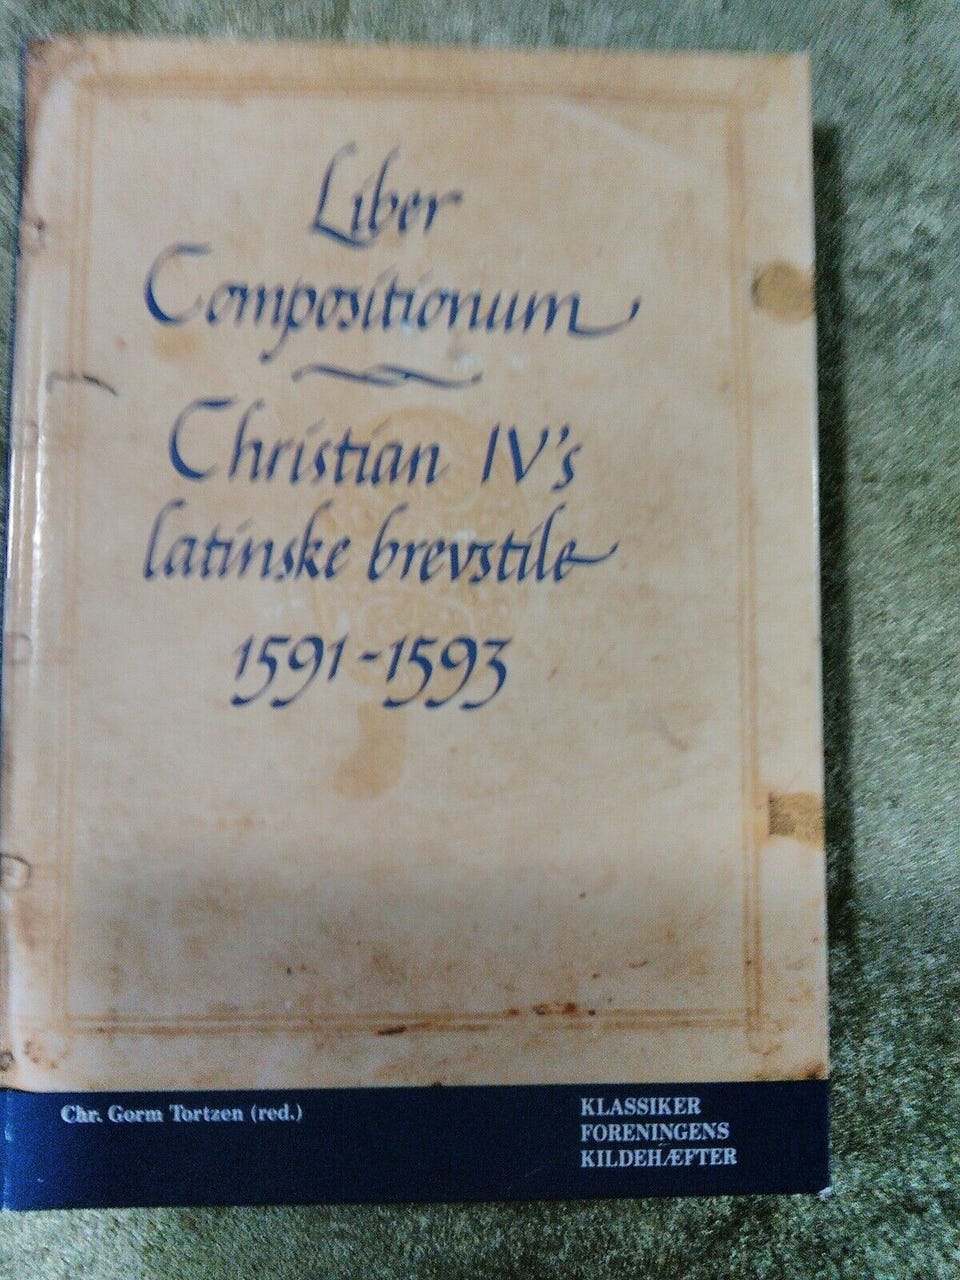 Liber
Compositionum
Christian IV's
latinske brevstile
1591-1593
Chr. Gorm Tortzen (red.)
KLASSIKER
FORENINGENS
KILDEHÆFTER